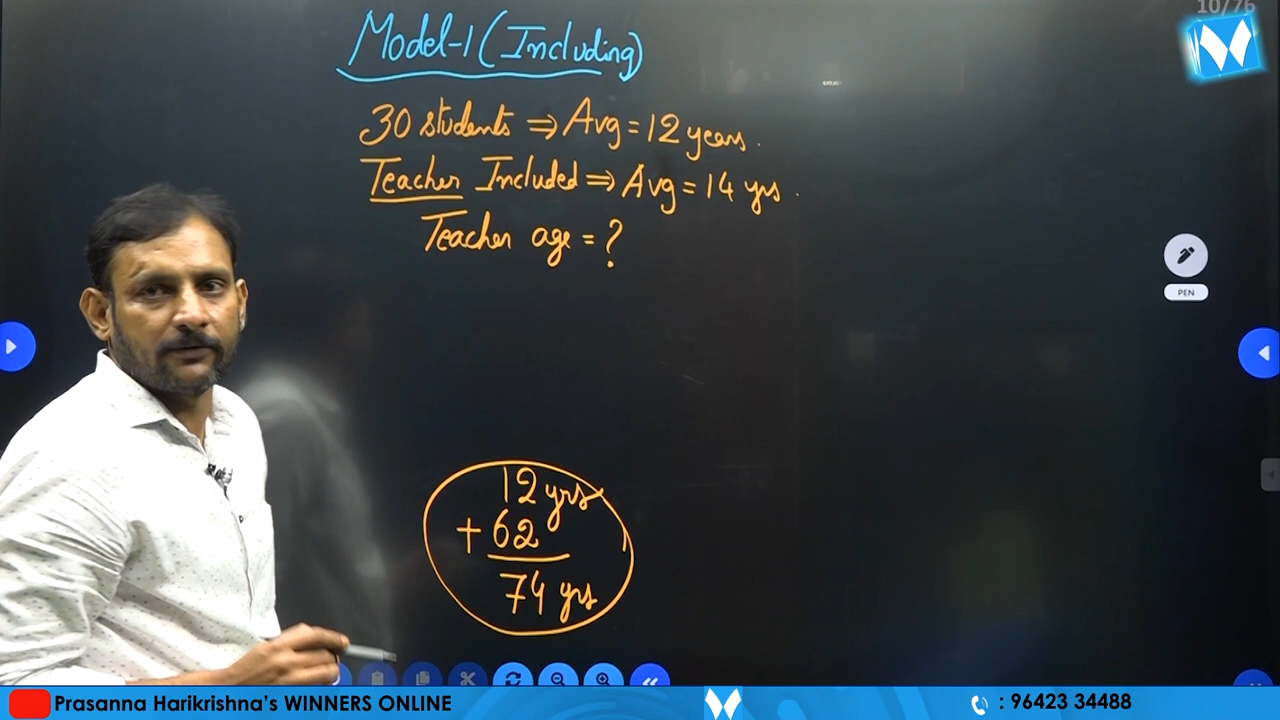 10/76
Model-1 (Including)
30 students ⇒ Avg = 12 years.
Teacher Included ⇒ Avg = 14 yrs.
Teacher age = ?
PEN
12 yrs
+ 62
74 yrs
Prasanna Harikrishna's WINNERS ONLINE
: 96423 34488